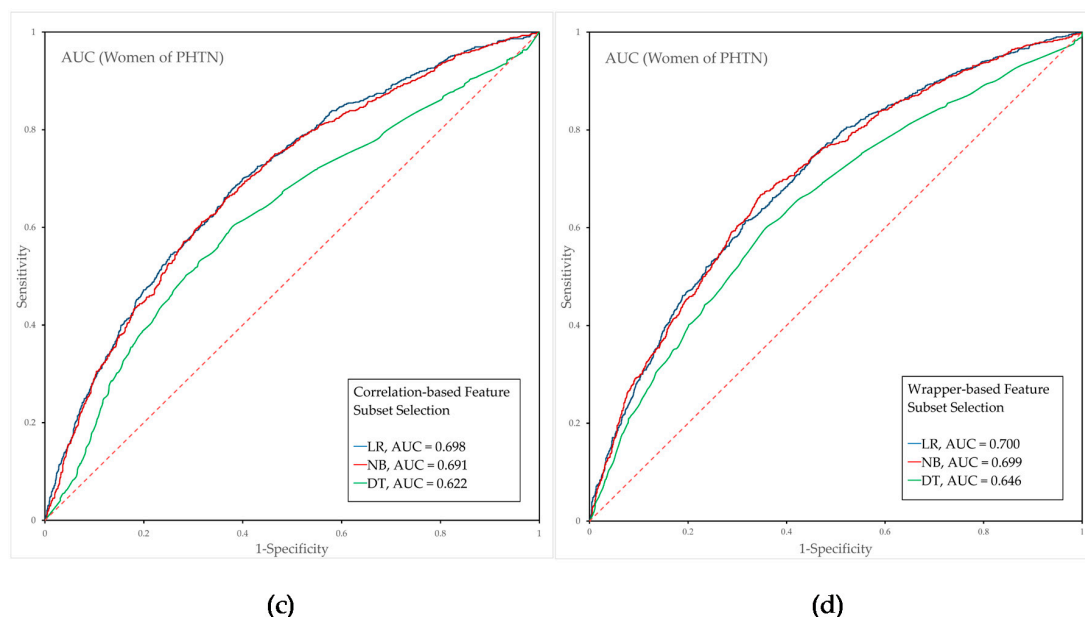 AUC (Women of PHTN)
1
0.8
0.6
0.4
0.2
0
Sensitivity
0
0.2
0.4
0.6
0.8
1
1-Specificity
Correlation-based Feature
Subset Selection
LR, AUC = 0.698
NB, AUC = 0.691
DT, AUC = 0.622
(c)
AUC (Women of PHTN)
1
0.8
0.6
0.4
0.2
0
Sensitivity
0
0.2
0.4
0.6
0.8
1
1-Specificity
Wrapper-based Feature
Subset Selection
LR, AUC = 0.700
NB, AUC = 0.699
DT, AUC = 0.646
(d)